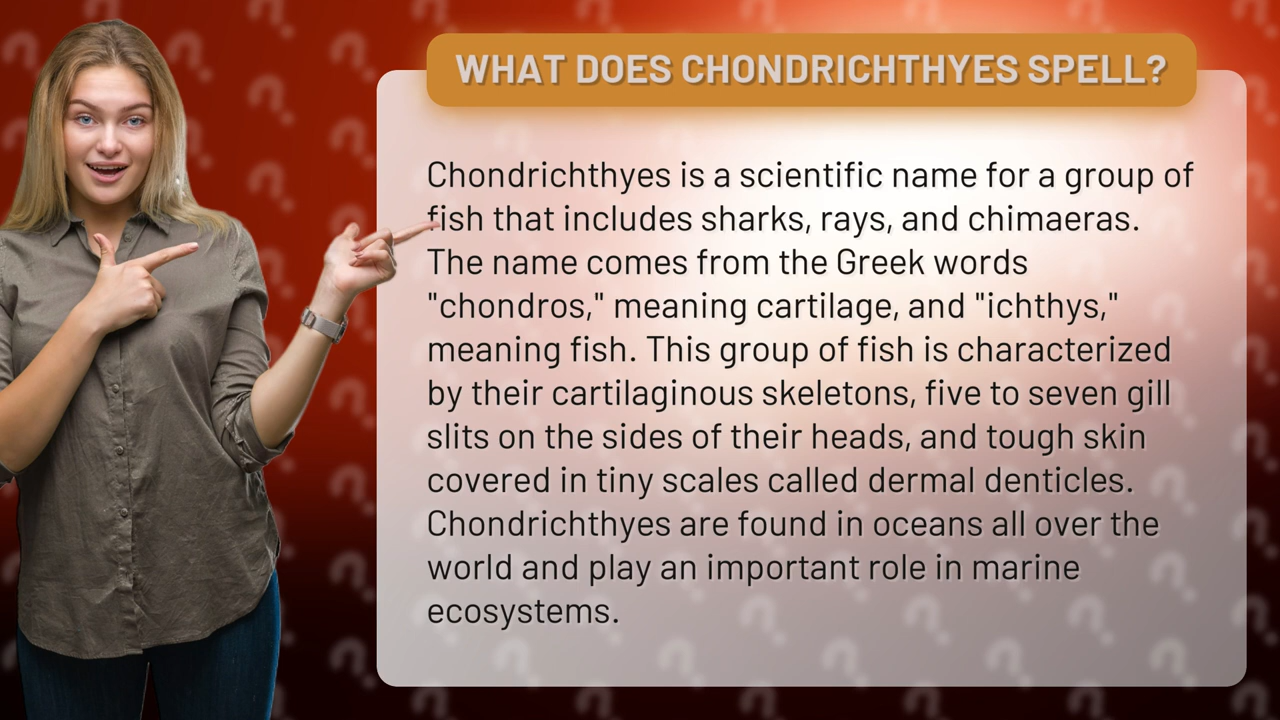 WHAT DOES CHONDRICHTHYES SPELL?
Chondrichthyes is a scientific name for a group of
fish that includes sharks, rays, and chimaeras.
The name comes from the Greek words
"chondros," meaning cartilage, and "ichthys,"
meaning fish. This group of fish is characterized
by their cartilaginous skeletons, five to seven gill
slits on the sides of their heads, and tough skin
covered in tiny scales called dermal denticles.
Chondrichthyes are found in oceans all over the
world and play an important role in marine
ecosystems.